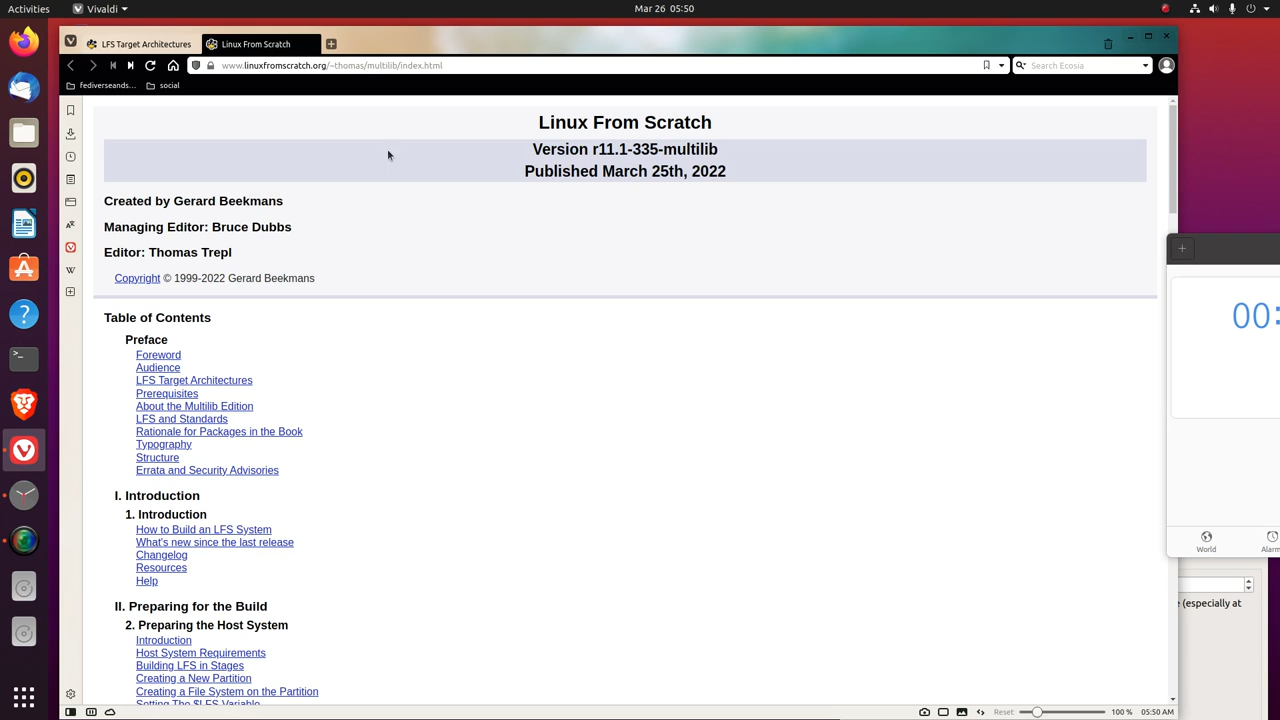 Activities Vivaldi Mar 26 05:50
LFS Target Architectures Linux From Scratch
www.linuxfromscratch.org/~thomas/multilib/index.html Search Ecosia
fediverseands... social
Linux From Scratch
Version r11.1-335-multilib
Published March 25th, 2022
Created by Gerard Beekmans
Managing Editor: Bruce Dubbs
Editor: Thomas Trepl
Copyright © 1999-2022 Gerard Beekmans
Table of Contents
Preface
Foreword
Audience
LFS Target Architectures
Prerequisites
About the Multilib Edition
LFS and Standards
Rationale for Packages in the Book
Typography
Structure
Errata and Security Advisories
I. Introduction
1. Introduction
How to Build an LFS System
What's new since the last release
Changelog
Resources
Help
II. Preparing for the Build
2. Preparing the Host System
Introduction
Host System Requirements
Building LFS in Stages
Creating a New Partition
Creating a File System on the Partition
Setting The $LFS Variable
00:
World Alarm
e (especially at
Reset 100 % 05:50 AM